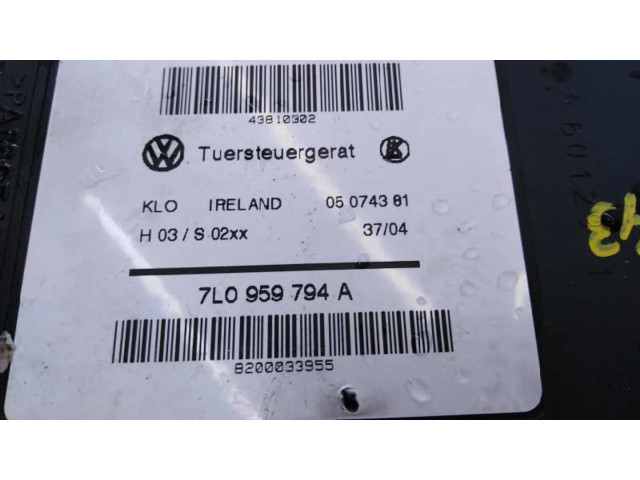 43810302
Tuersteuergerat
KLO IRELAND 05 0743 81
H 03 / S 02xx 37/04
7L0 959 794 A
8200033955